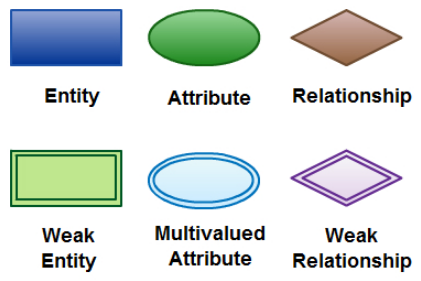 Entity
Attribute
Relationship
Weak
Entity
Multivalued
Attribute
Weak
Relationship